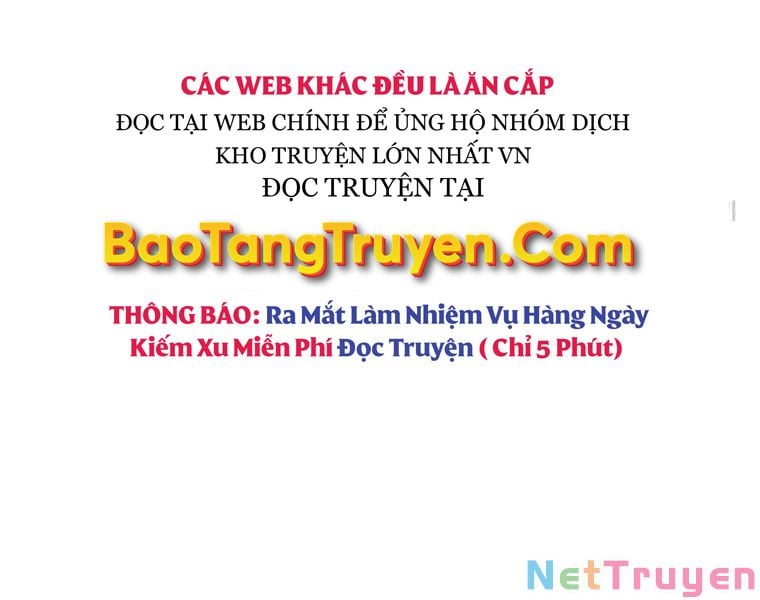 CÁC WEB KHÁC ĐỀU LÀ ĂN CẮP
ĐỌC TẠI WEB CHÍNH ĐỂ ỦNG HỘ NHÓM DỊCH
KHO TRUYỆN LỚN NHẤT VN
ĐỌC TRUYỆN TẠI
BaoTangTruyen.Com
THÔNG BÁO: Ra Mắt Làm Nhiệm Vụ Hàng Ngày
Kiếm Xu Miễn Phí Đọc Truyện ( Chỉ 5 Phút)
NetTruyen